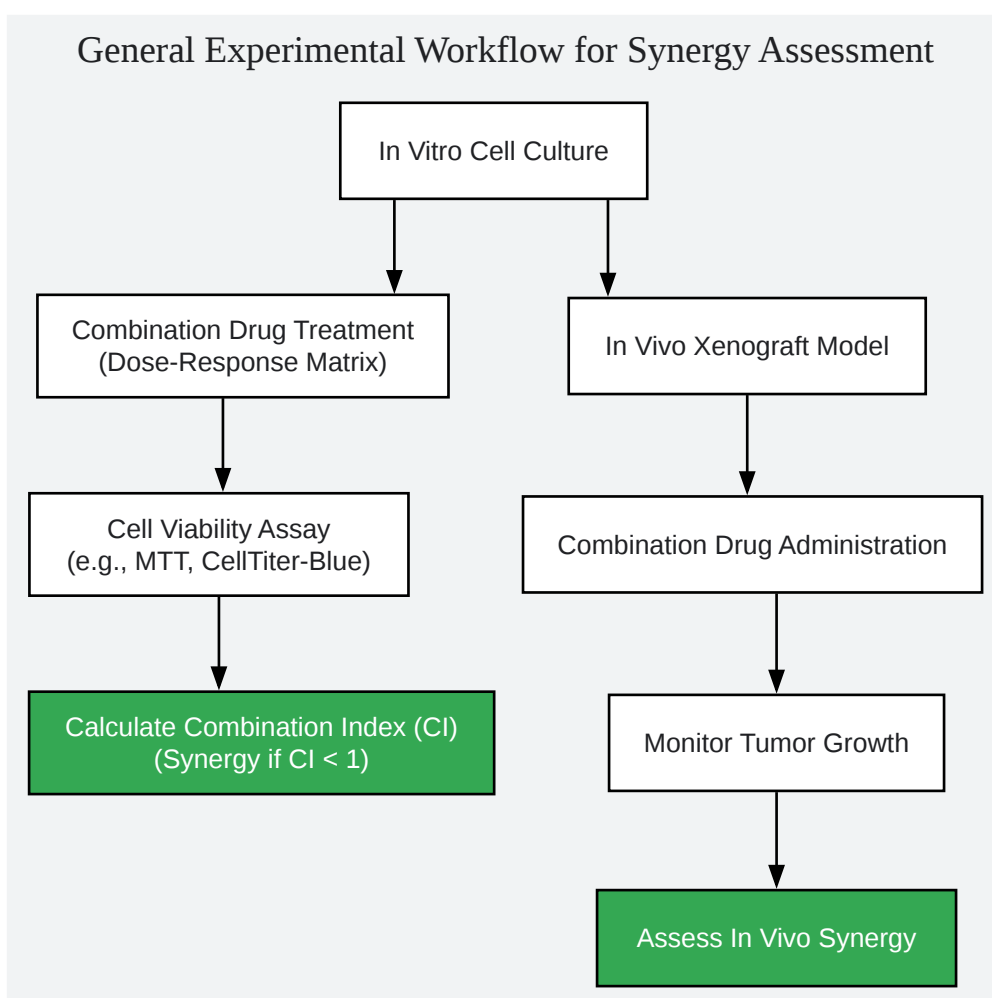 General Experimental Workflow for Synergy Assessment
In Vitro Cell Culture
Combination Drug Treatment
(Dose-Response Matrix)
In Vivo Xenograft Model
Cell Viability Assay
(e.g., MTT, CellTiter-Blue)
Combination Drug Administration
Calculate Combination Index (CI)
(Synergy if CI < 1)
Monitor Tumor Growth
Assess In Vivo Synergy